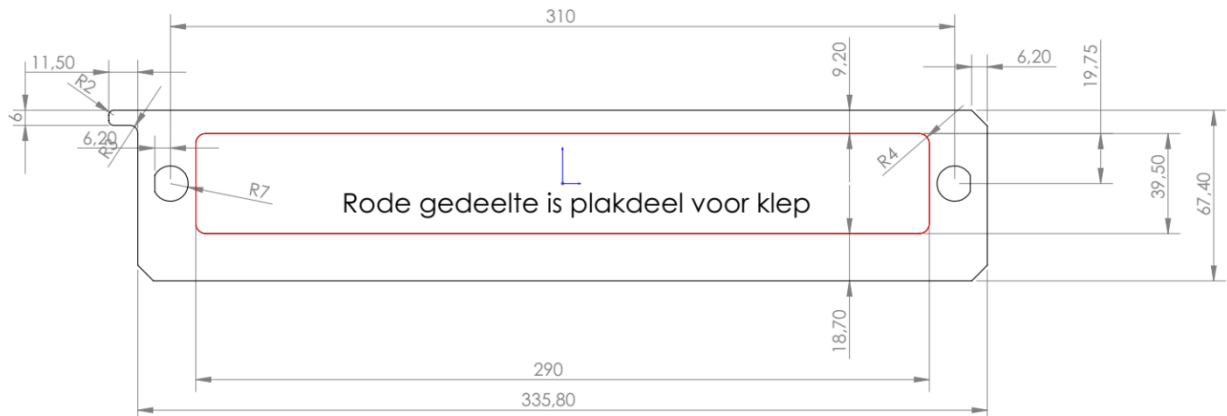 310
11,50
R2
9,20
6,20
19,75
6
R3
6,20
R7
R4
39,50
67,40
Rode gedeelte is plakdeel voor klep
18,70
290
335,80